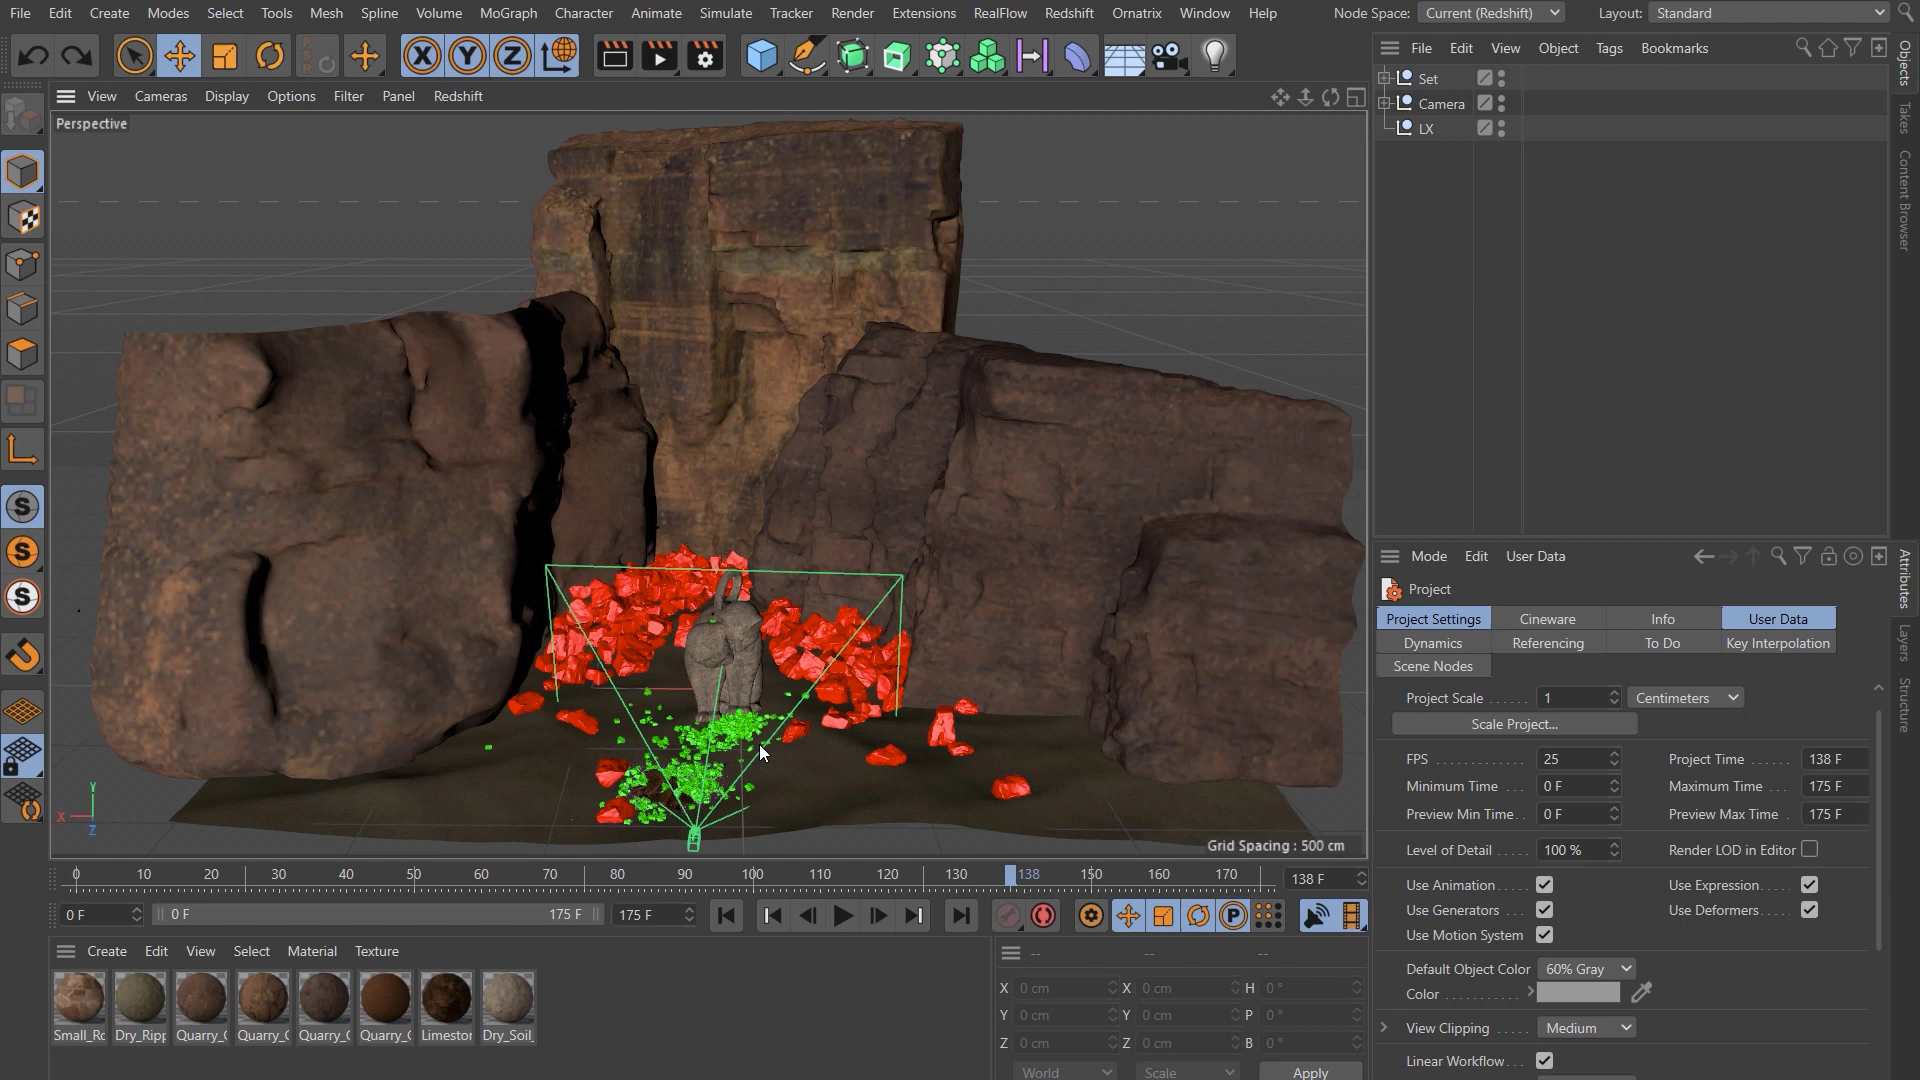 File Edit Create Modes Select Tools Mesh Spline Volume MoGraph Character Animate Simulate Tracker Render Extensions RealFlow Redshift Ornatrix Window Help Node Space: Current (Redshift) Layout: Standard
X Y Z
File Edit View Object Tags Bookmarks
View Cameras Display Options Filter Panel Redshift
Perspective
Set
Camera
LX
Objects
Takes
Content Browser
Mode Edit User Data
Project
Project Settings Cineware Info User Data
Dynamics Referencing To Do Key Interpolation
Scene Nodes
Attributes
Layers
Structure
Project Scale 1 Centimeters
Scale Project...
FPS 25 Project Time 138 F
Minimum Time 0 F Maximum Time 175 F
Preview Min Time 0 F Preview Max Time 175 F
Level of Detail 100 % Render LOD in Editor
Use Animation Use Expression
Use Generators Use Deformers
Use Motion System
Default Object Color 60% Gray
Color
View Clipping Medium
Linear Workflow
S
S
S
Y
X
Z
Grid Spacing : 500 cm
0 10 20 30 40 50 60 70 80 90 100 110 120 130 138 150 160 170 138 F
0 F 0 F 175 F 175 F
P
Create Edit View Select Material Texture
Small_Rc Dry_Ripp Quarry_( Quarry_( Quarry_( Quarry_( Limestor Dry_Soil_
-- -- --
X 0 cm X 0 cm H 0 °
Y 0 cm Y 0 cm P 0 °
Z 0 cm Z 0 cm B 0 °
World Scale Apply